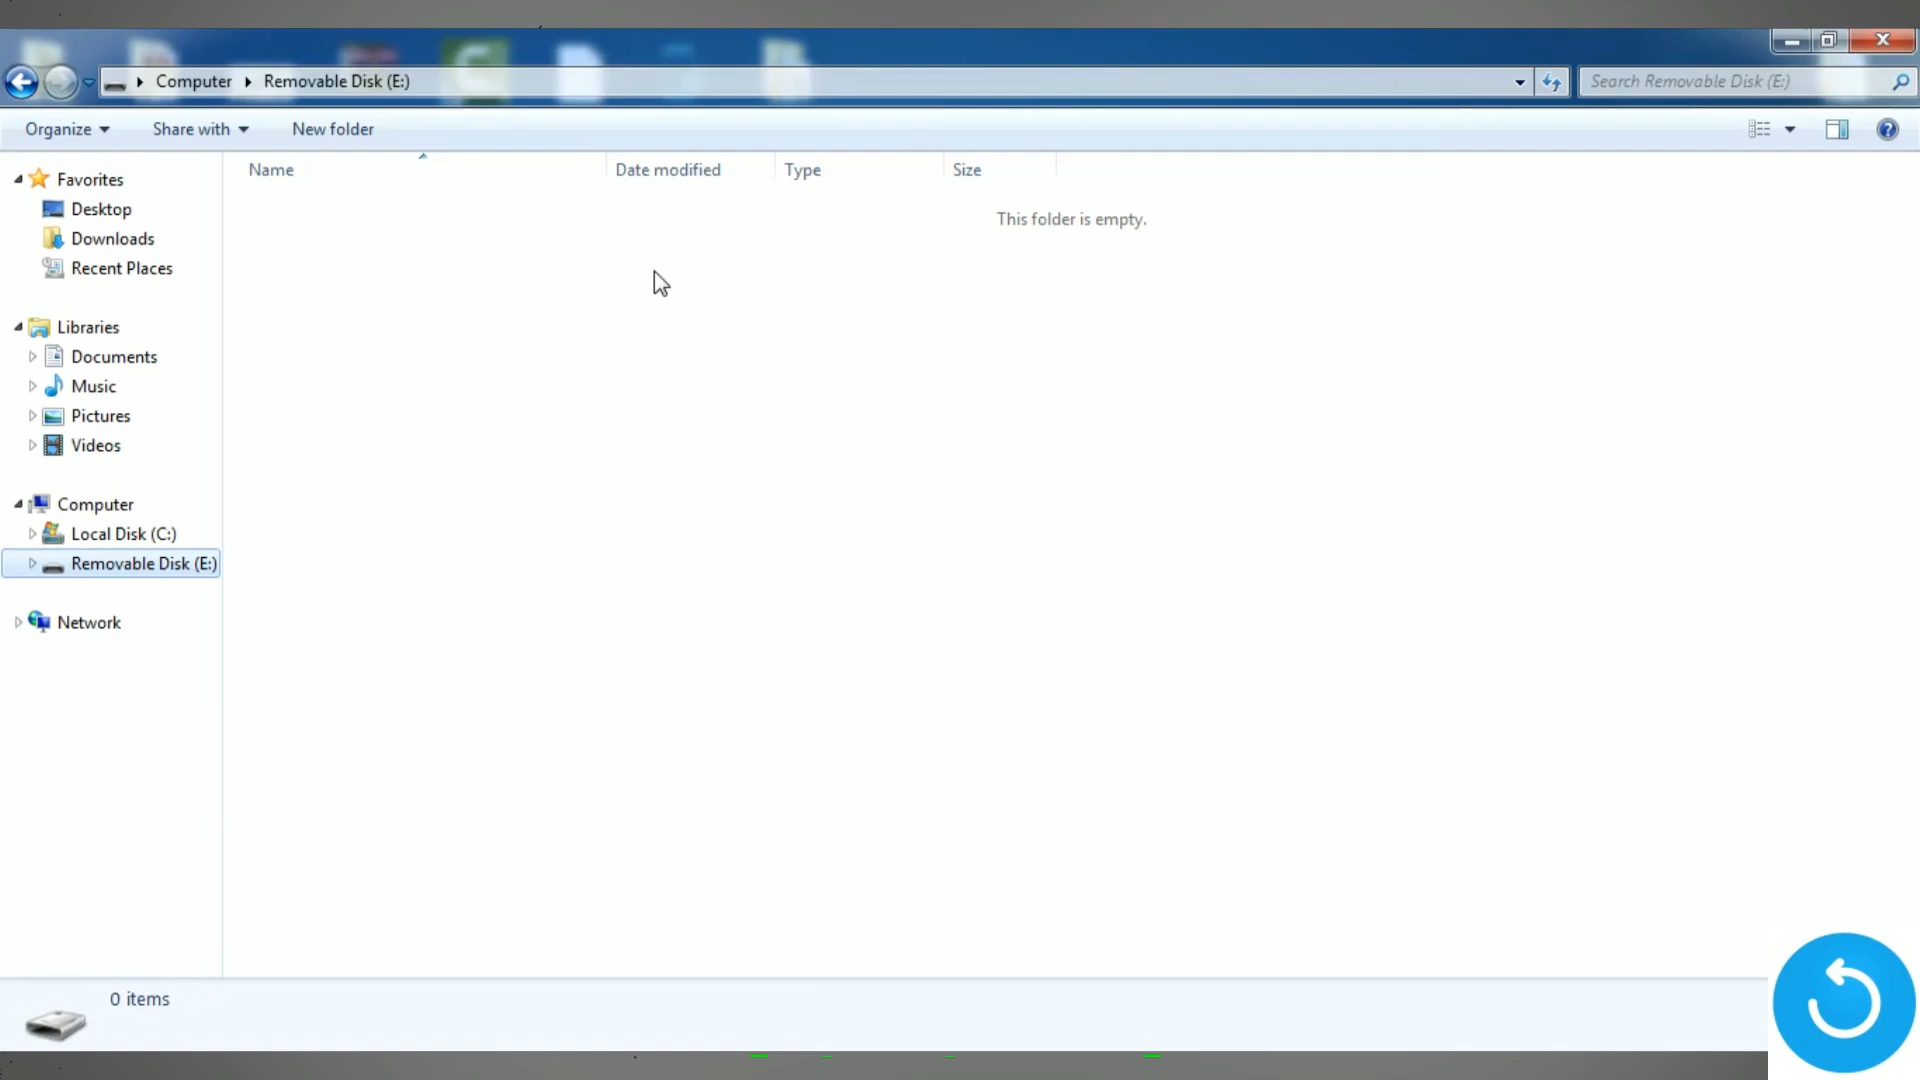 Computer Removable Disk (E:)
Search Removable Disk (E:)
Organize Share with New folder
Name Date modified Type Size
This folder is empty.
Favorites
Desktop
Downloads
Recent Places
Libraries
Documents
Music
Pictures
Videos
Computer
Local Disk (C:)
Removable Disk (E:)
Network
0 items